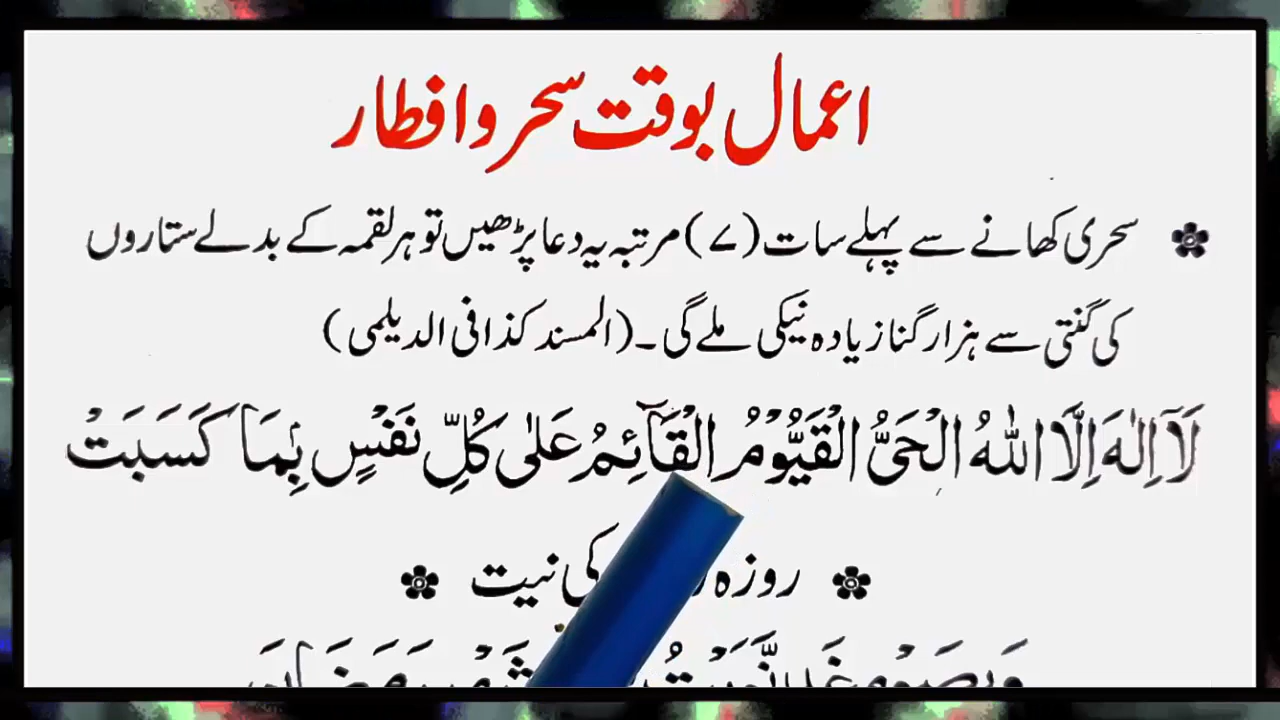 اعمال بوقت سحر و افطار
سحری کھانے سے پہلے سات (۷) مرتبہ یہ دعا پڑھیں تو ہر لقمہ کے بدلے ستاروں
کی گنتی سے ہزار گنا زیادہ نیکی ملے گی۔ (المسند کذا فی الدیلمی)
لَآ اِلٰهَ اِلَّا اللّٰهُ الْحَیُّ الْقَیُّوْمُ الْقَآئِمُ عَلٰی کُلِّ نَفْسٍ بِمَا کَسَبَتْ
روزہ کی نیت
وَبِصَوْمِ غَدٍ نَّوَیْتُ شَهْرِ رَمَضَانَ